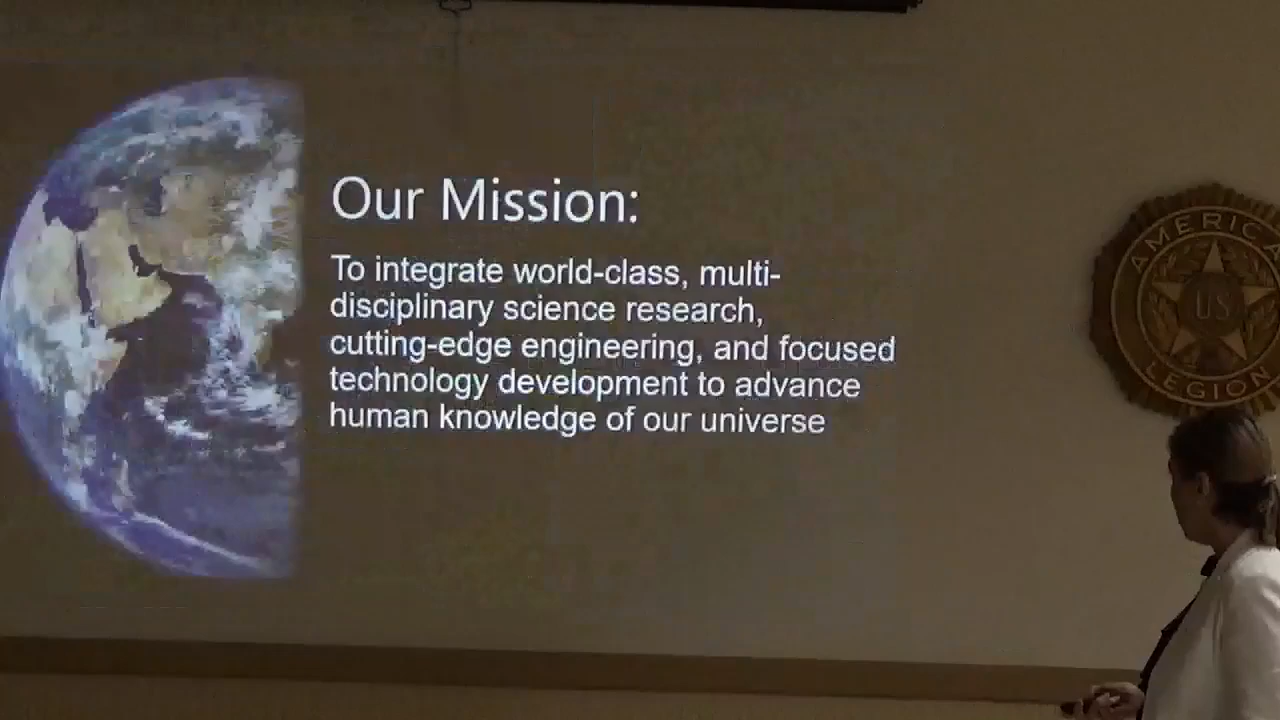 Our Mission:
To integrate world-class, multi-
disciplinary science research,
cutting-edge engineering, and focused
technology development to advance
human knowledge of our universe
AMERICA
US
LEGION